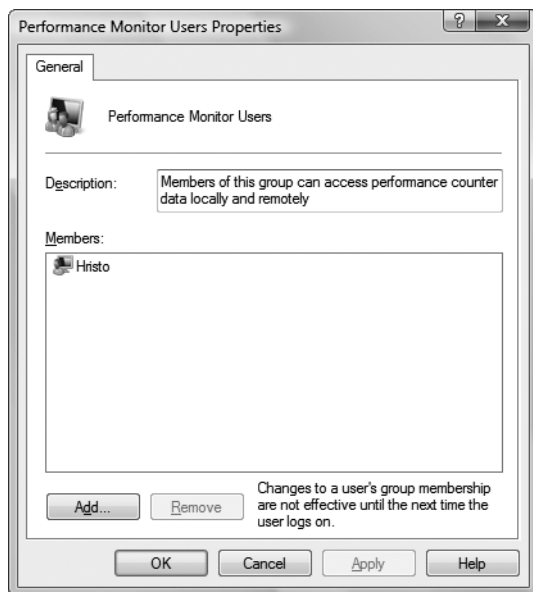 Performance Monitor Users Properties
? X
General
Performance Monitor Users
Description:
Members of this group can access performance counter
data locally and remotely
Members:
Hristo
Add...
Remove
Changes to a user's group membership
are not effective until the next time the
user logs on.
OK
Cancel
Apply
Help